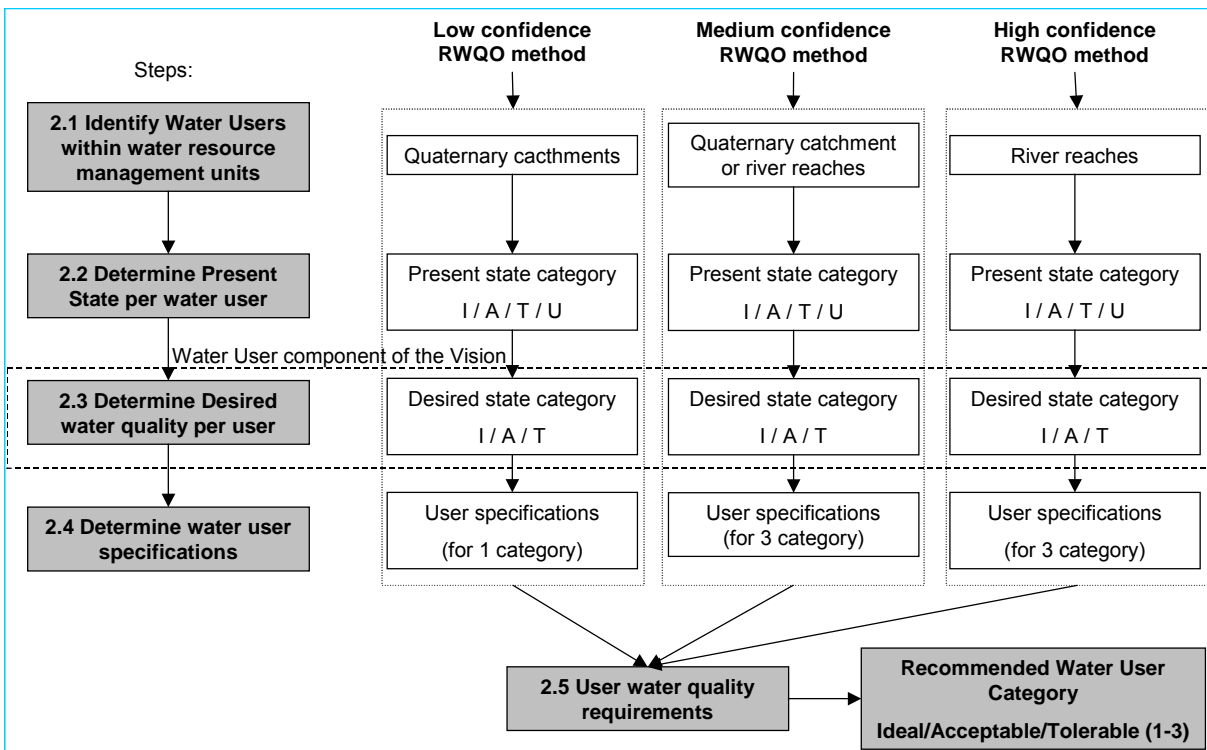 Low confidence
RWQO method
Medium confidence
RWQO method
High confidence
RWQO method
Steps:
2.1 Identify Water Users
within water resource
management units
Quaternary cacthments
Quaternary catchment
or river reaches
River reaches
2.2 Determine Present
State per water user
Present state category
I / A / T / U
Present state category
I / A / T / U
Present state category
I / A / T / U
Water User component of the Vision
2.3 Determine Desired
water quality per user
Desired state category
I / A / T
Desired state category
I / A / T
Desired state category
I / A / T
2.4 Determine water user
specifications
User specifications
(for 1 category)
User specifications
(for 3 category)
User specifications
(for 3 category)
2.5 User water quality
requirements
Recommended Water User
Category
Ideal/Acceptable/Tolerable (1-3)